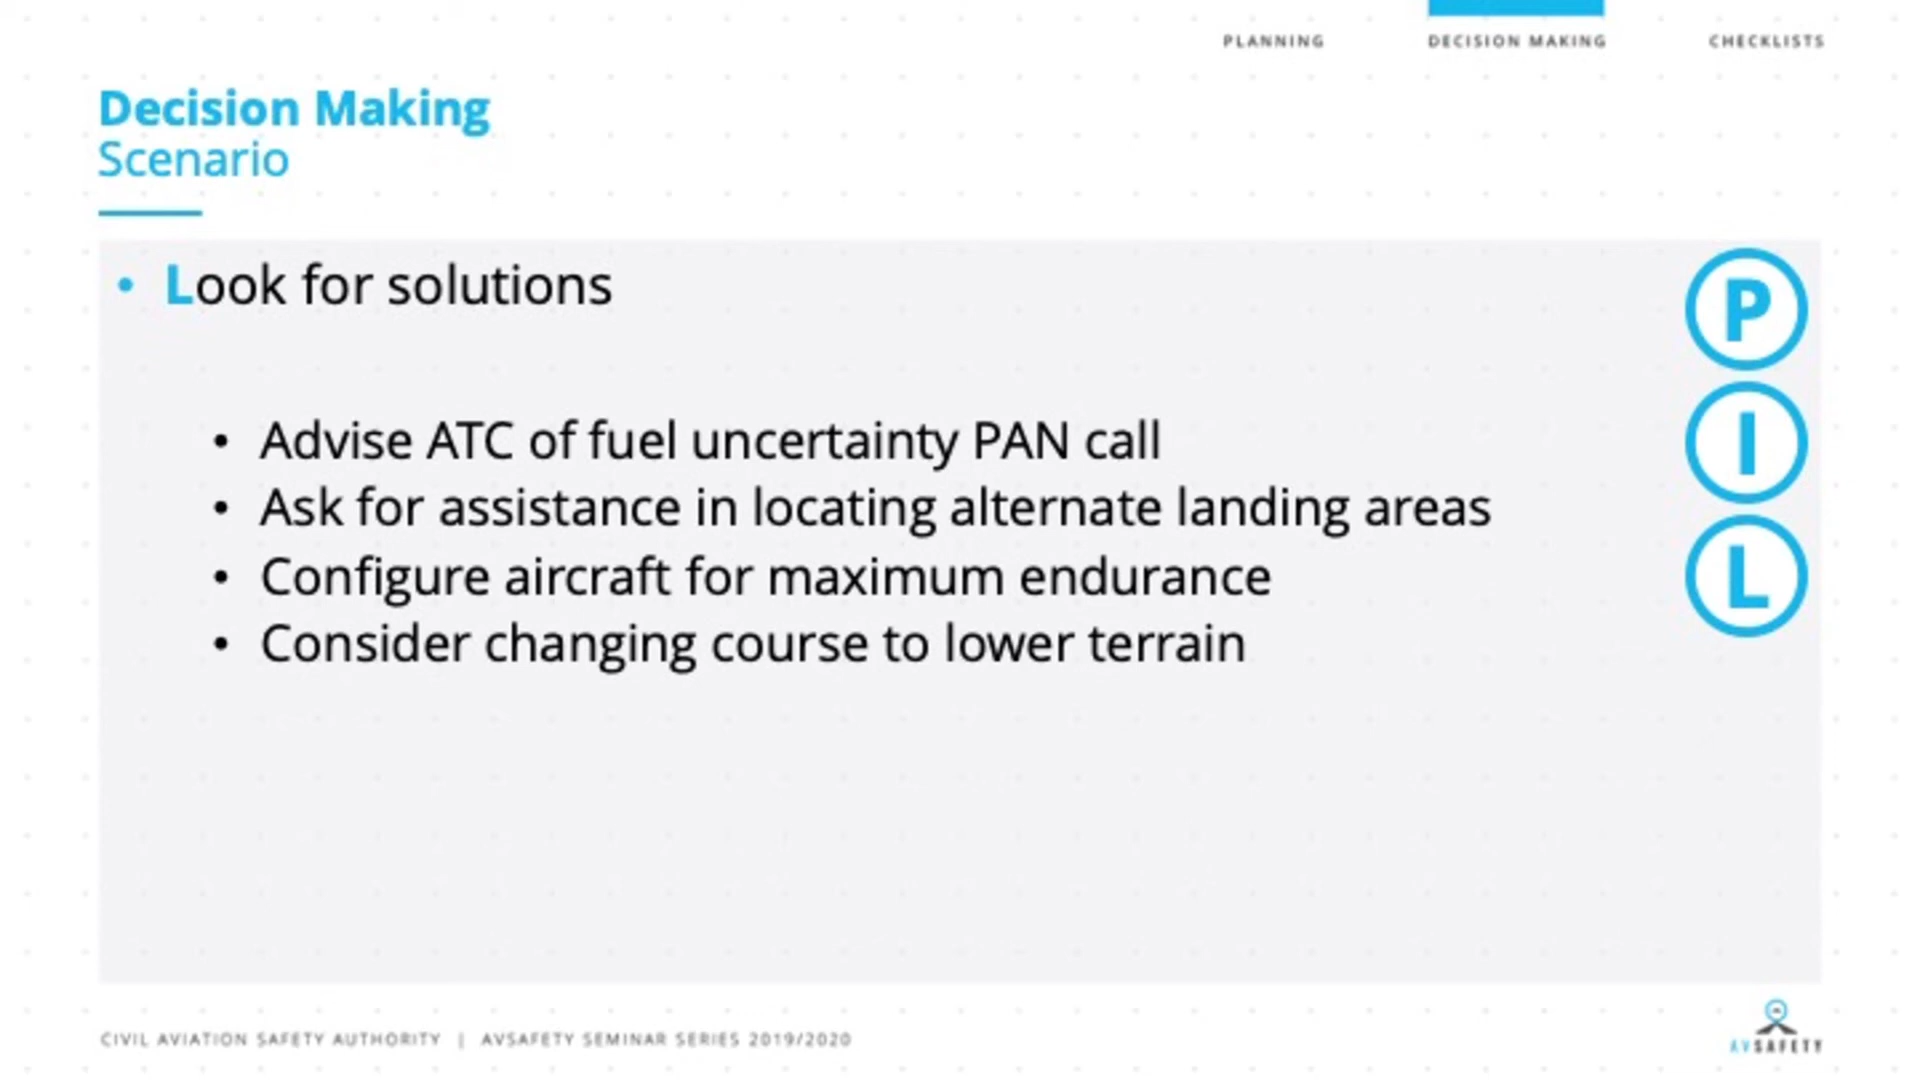 PLANNING DECISION MAKING CHECKLISTS
Decision Making
Scenario
• Look for solutions
• Advise ATC of fuel uncertainty PAN call
• Ask for assistance in locating alternate landing areas
• Configure aircraft for maximum endurance
• Consider changing course to lower terrain
P
I
L
CIVIL AVIATION SAFETY AUTHORITY | AVSAFETY SEMINAR SERIES 2019/2020
AVSAFETY